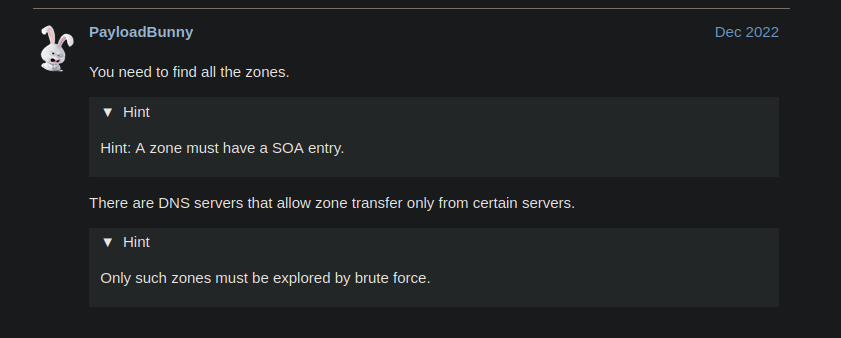 PayloadBunny Dec 2022
You need to find all the zones.
▼ Hint
Hint: A zone must have a SOA entry.
There are DNS servers that allow zone transfer only from certain servers.
▼ Hint
Only such zones must be explored by brute force.